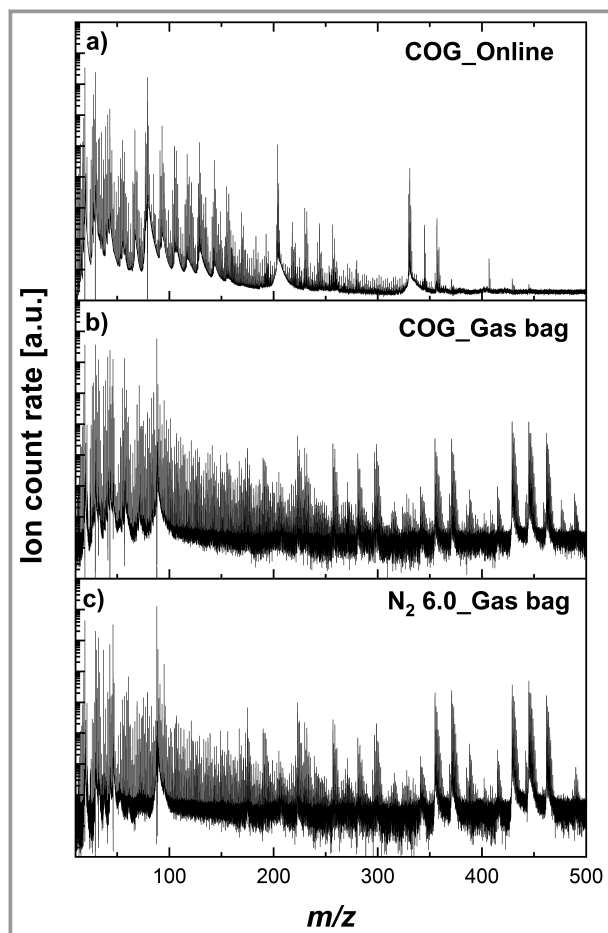 a)
COG_Online
b)
COG_Gas bag
c)
N₂ 6.0_Gas bag
Ion count rate [a.u.]
100 200 300 400 500
m/z